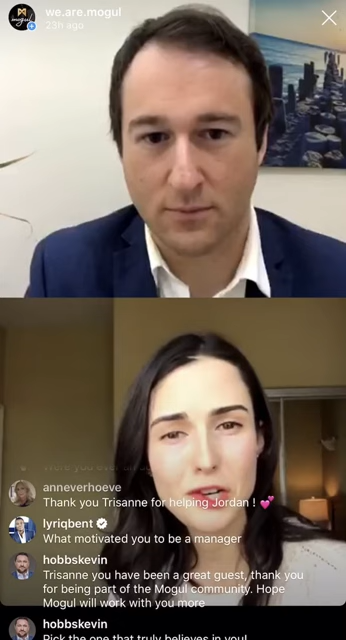 mogul
we.are.mogul
23h ago
anneverhoeve
Thank you Trisanne for helping Jordan ! 💕
lyriqbent
What motivated you to be a manager
hobbskevin
Trisanne you have been a great guest, thank
you for being part of the Mogul community. Hope
Mogul will work with you more
hobbskevin
Pick the one that truly believes in you!